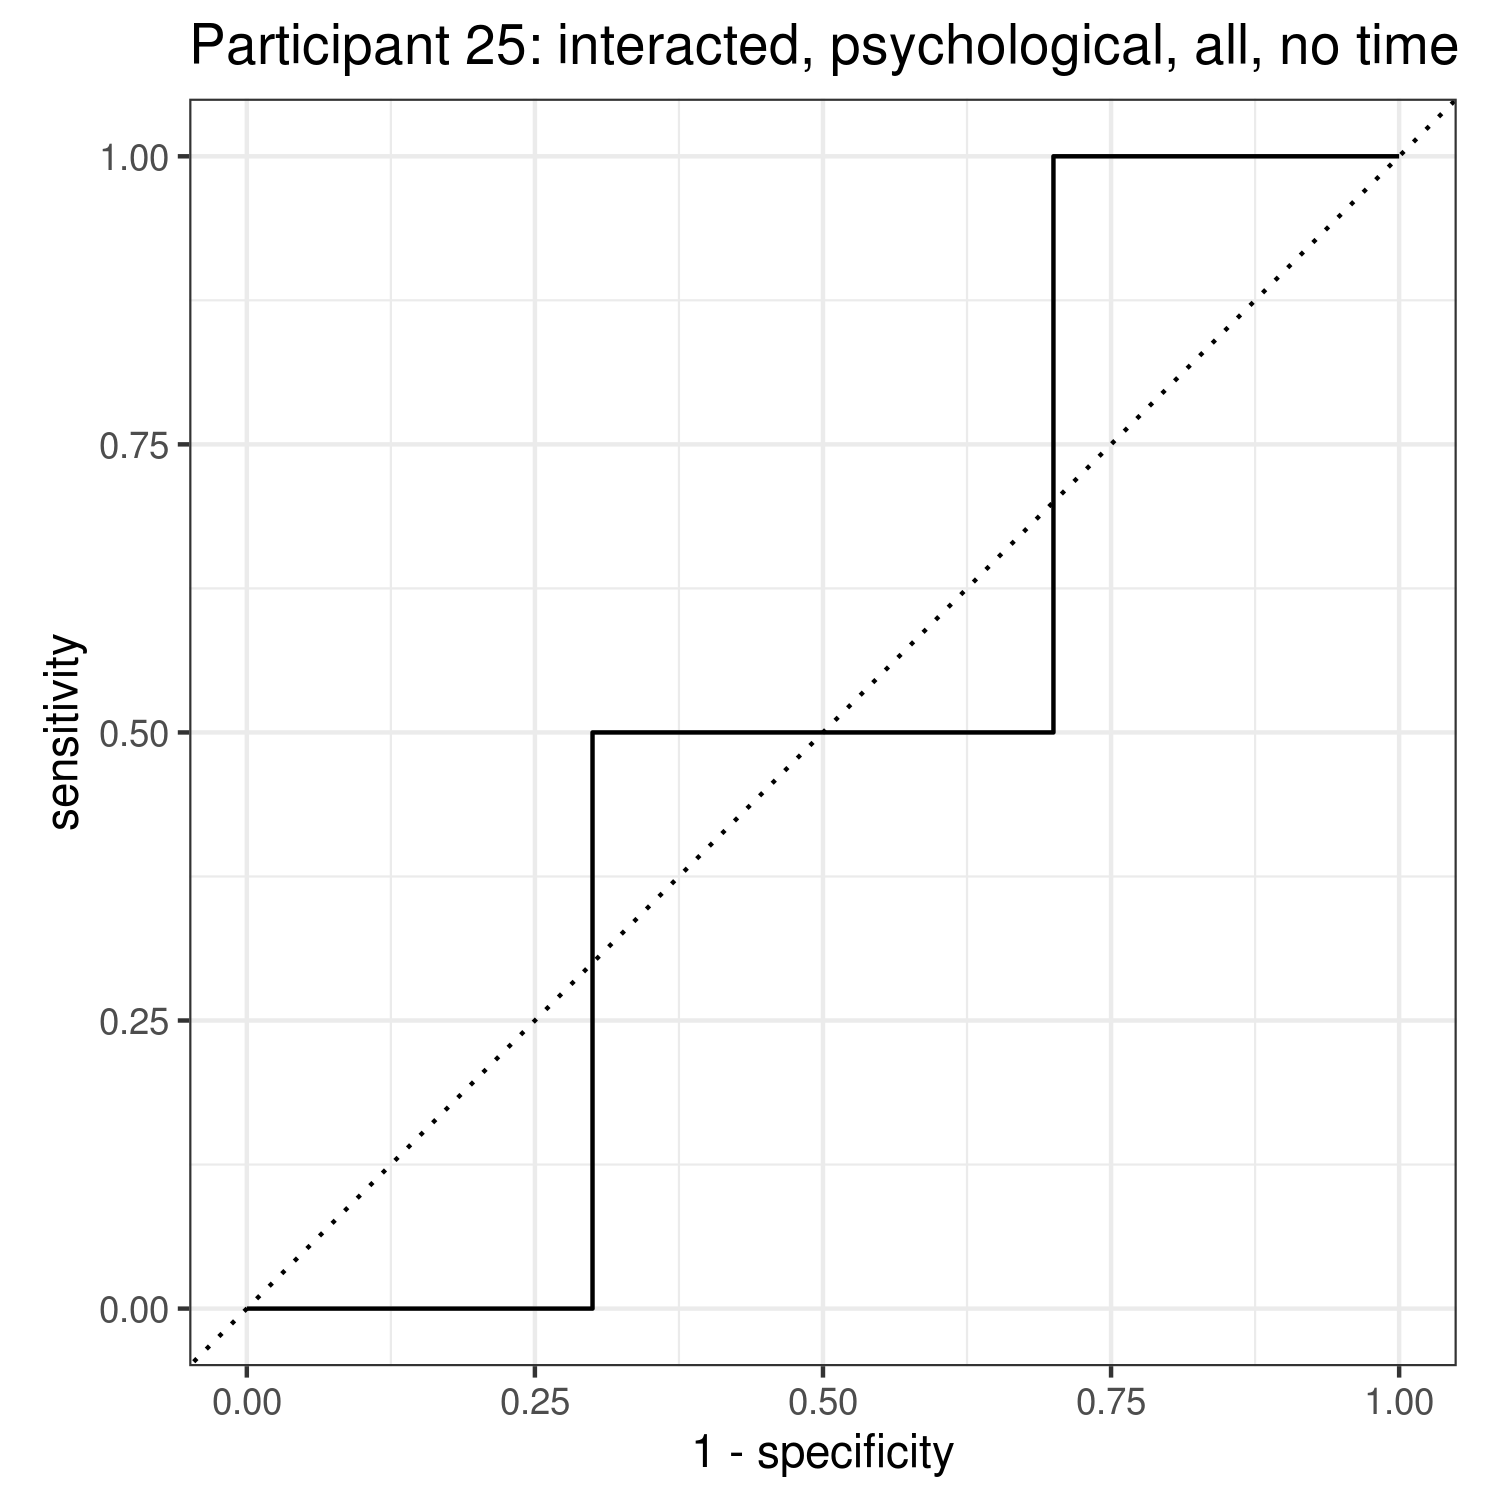 Participant 25: interacted, psychological, all, no time
1.00
0.75
0.50
0.25
0.00
sensitivity
0.00 0.25 0.50 0.75 1.00
1 - specificity